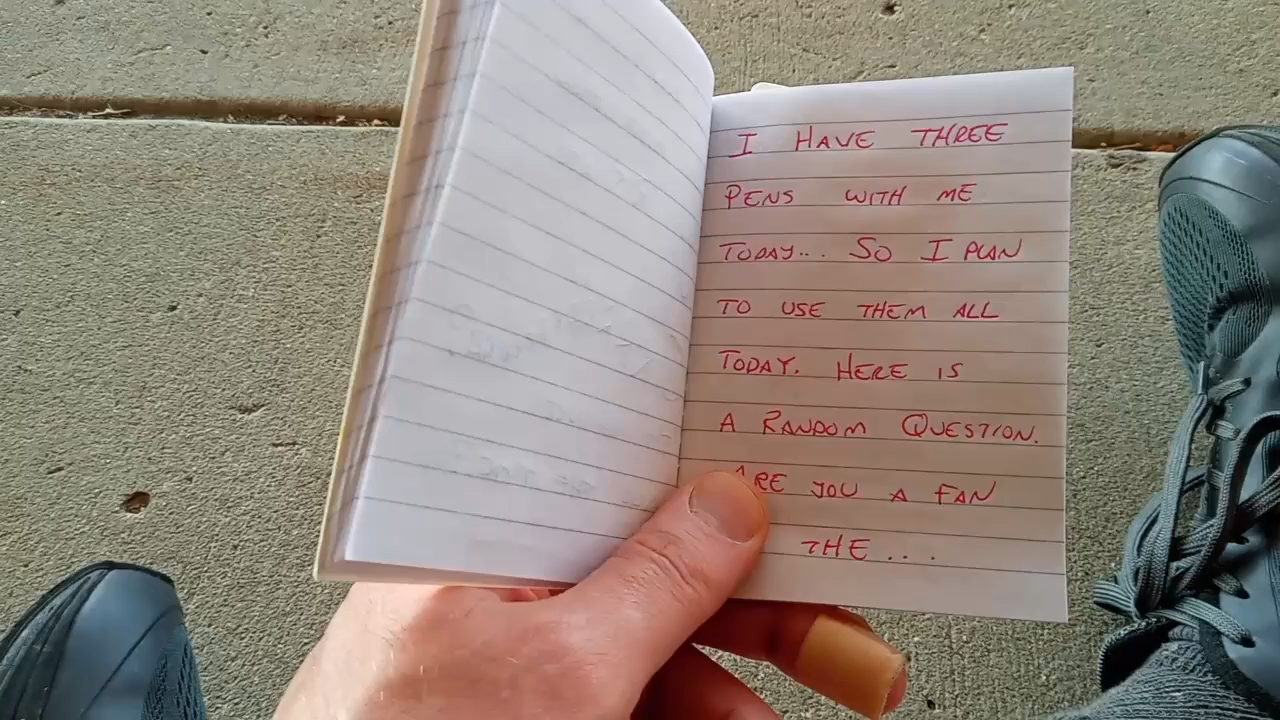 I HAVE THREE
PENS WITH ME
TODAY... SO I PLAN
TO USE THEM ALL
TODAY. HERE IS
A RANDOM QUESTION.
ARE YOU A FAN
THE....